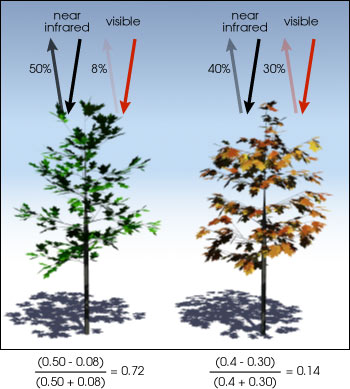 near infrared visible near infrared visible
50% 8% 40% 30%
(0.50 - 0.08) = 0.72 (0.4 - 0.30) = 0.14
(0.50 + 0.08) (0.4 + 0.30)